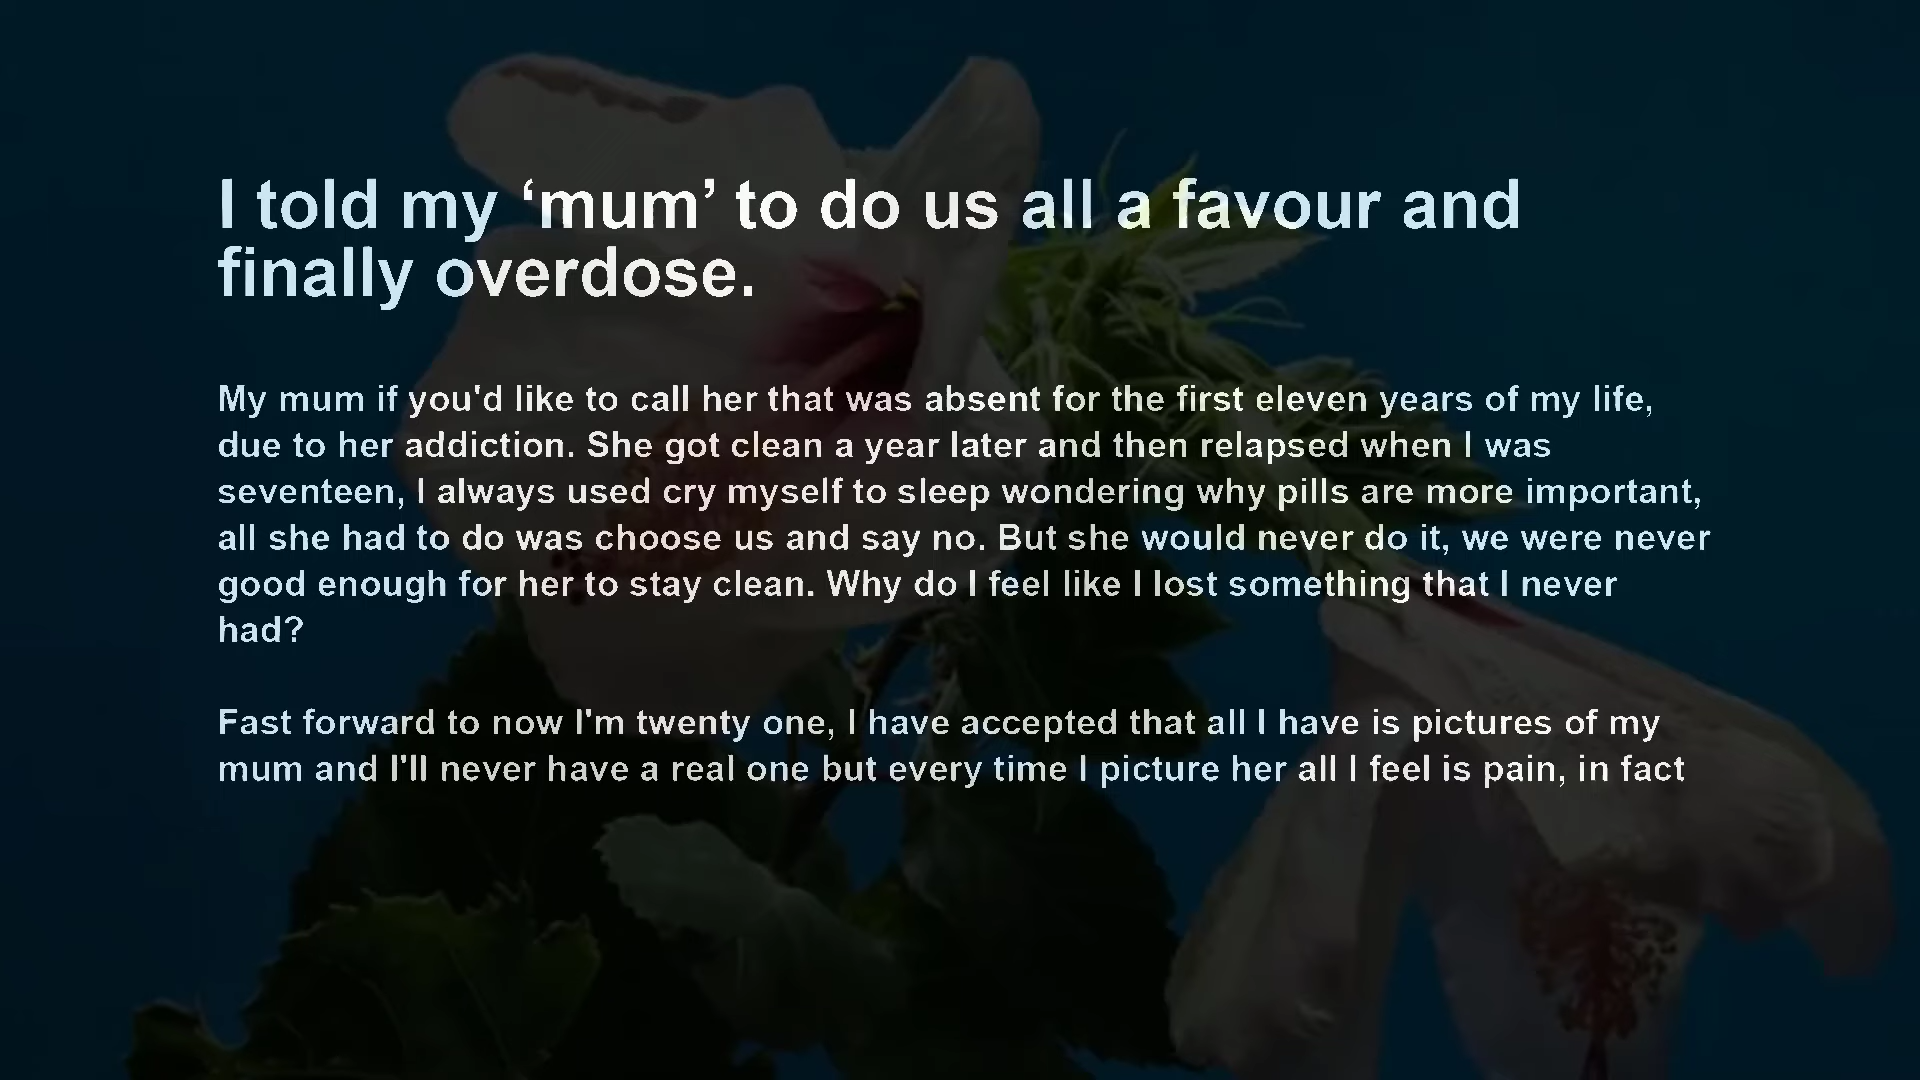 I told my ‘mum’ to do us all a favour and
finally overdose.
My mum if you'd like to call her that was absent for the first eleven years of my life,
due to her addiction. She got clean a year later and then relapsed when I was
seventeen, I always used cry myself to sleep wondering why pills are more important,
all she had to do was choose us and say no. But she would never do it, we were never
good enough for her to stay clean. Why do I feel like I lost something that I never
had?
Fast forward to now I'm twenty one, I have accepted that all I have is pictures of my
mum and I'll never have a real one but every time I picture her all I feel is pain, in fact